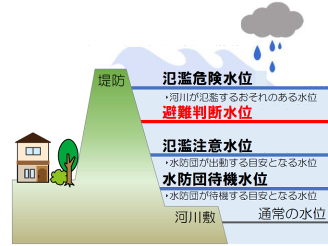 堤防
氾濫危険水位
・河川が氾濫するおそれのある水位
避難判断水位
氾濫注意水位
・水防団が出動する目安となる水位
水防団待機水位
・水防団が待機する目安となる水位
河川敷
通常の水位